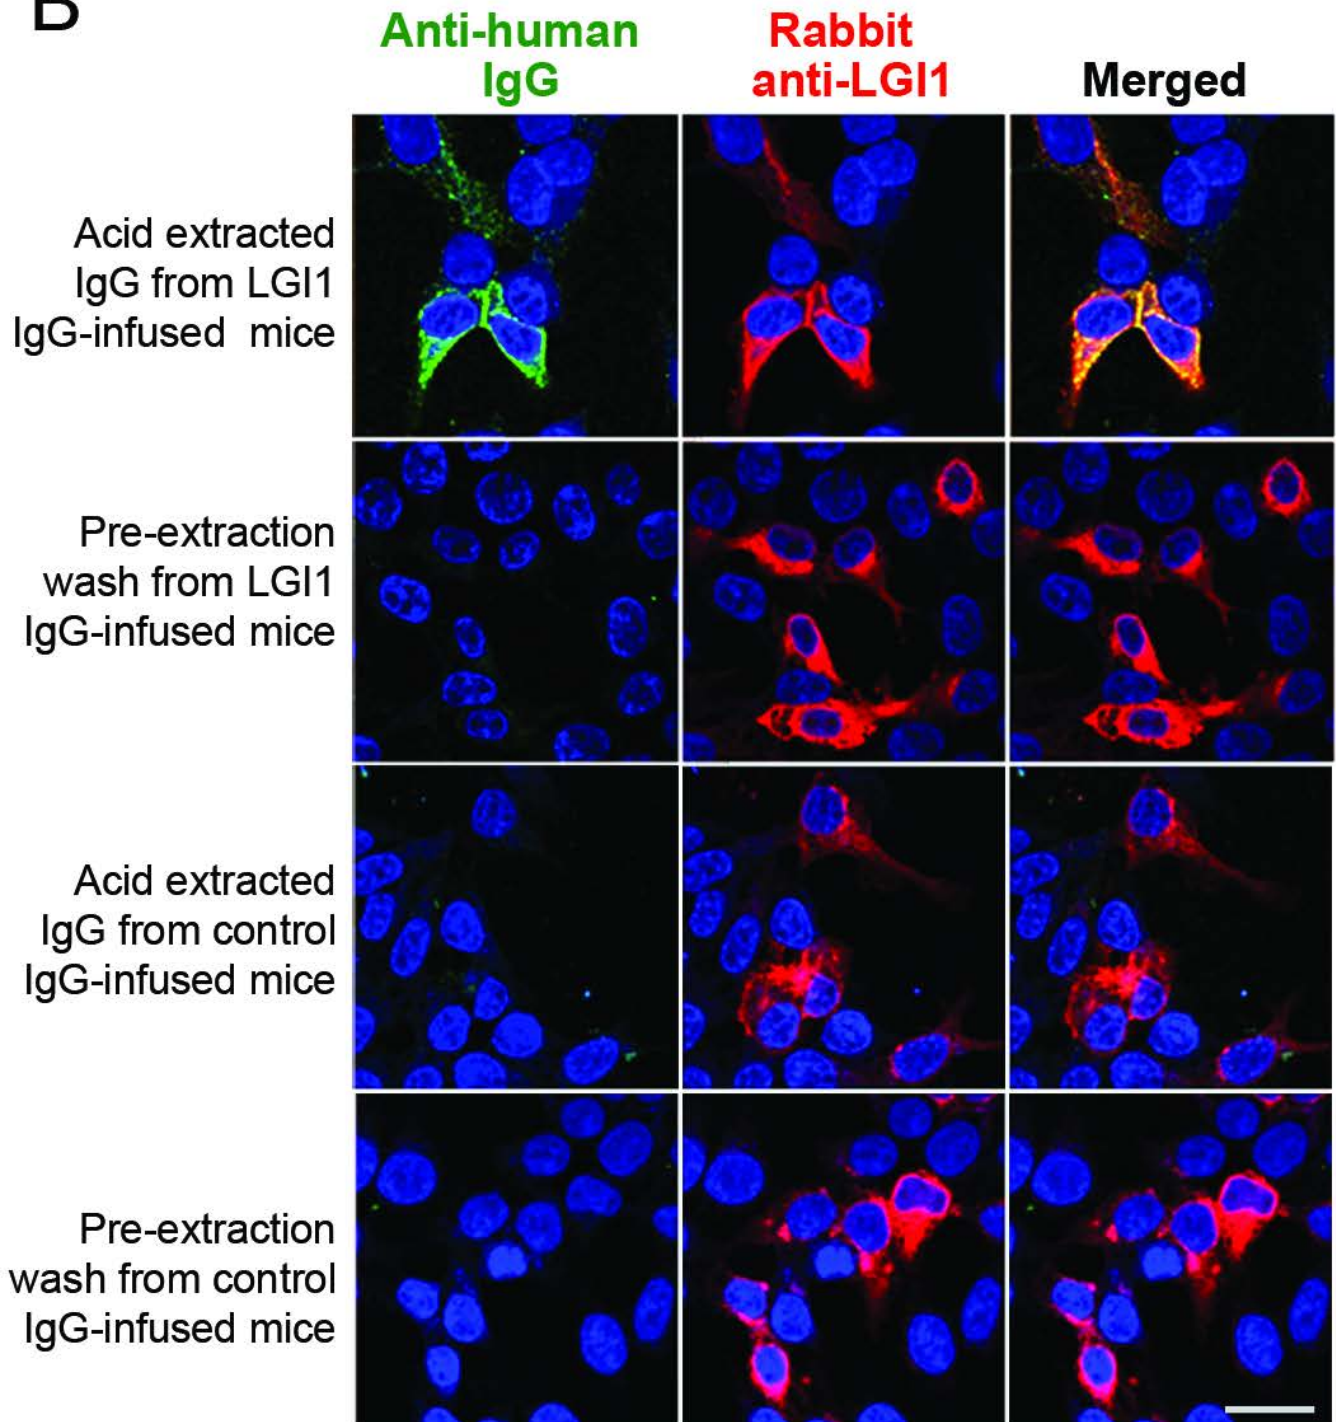 B
Anti-human
IgG
Rabbit
anti-LGI1
Merged
Acid extracted
IgG from LGI1
IgG-infused mice
Pre-extraction
wash from LGI1
IgG-infused mice
Acid extracted
IgG from control
IgG-infused mice
Pre-extraction
wash from control
IgG-infused mice